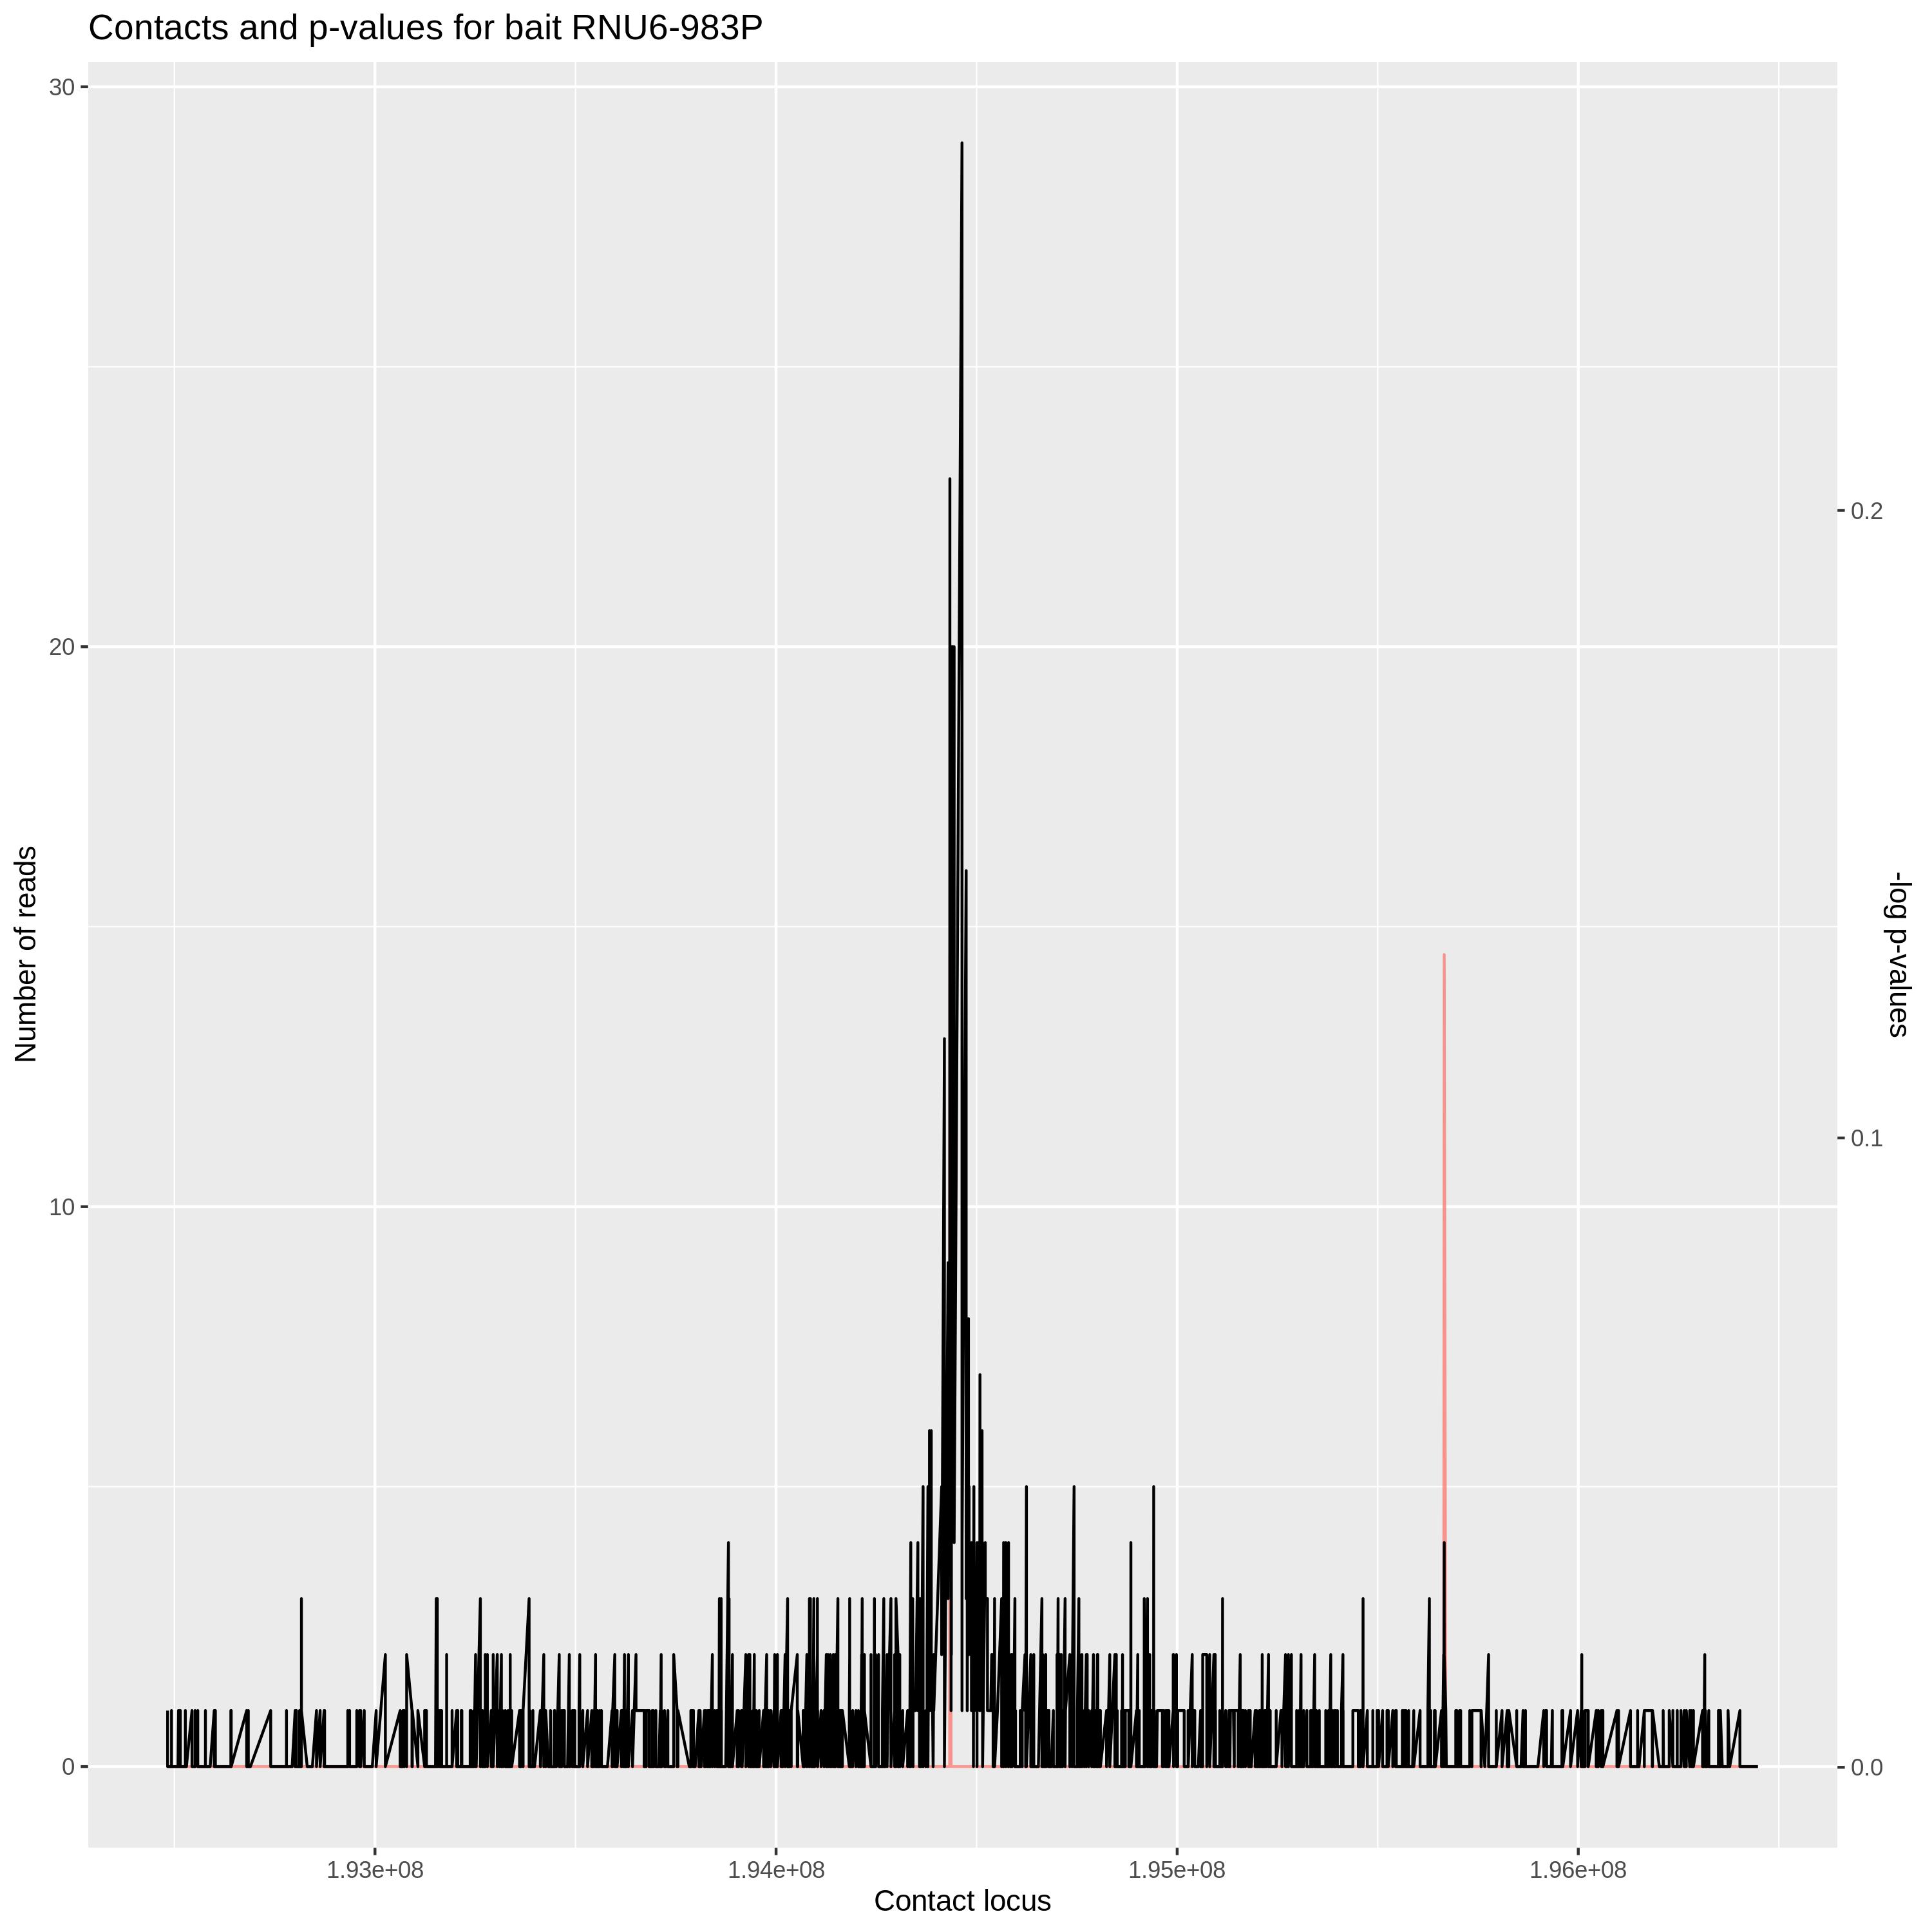 Contacts and p-values for bait RNU6-983P
30
20
10
0
Number of reads
0.2
0.1
0.0
-log p-values
1.93e+08
1.94e+08
1.95e+08
1.96e+08
Contact locus